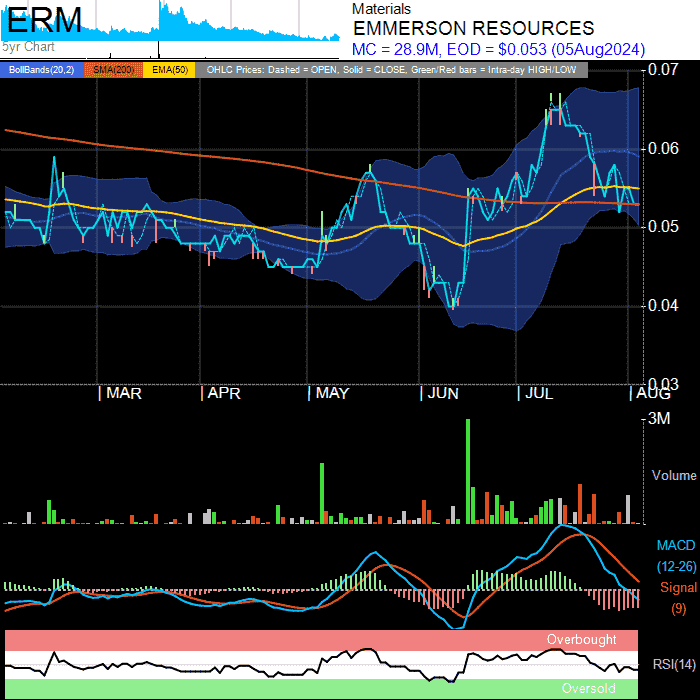 ERM
5yr Chart
Materials
EMMERSON RESOURCES
MC = 28.9M, EOD = $0.053 (05Aug2024)
BollBands(20,2) SMA(200) EMA(50) OHLC Prices: Dashed = OPEN, Solid = CLOSE, Green/Red bars = Intra-day HIGH/LOW
0.07
0.06
0.05
0.04
0.03
MAR APR MAY JUN JUL AUG
3M
Volume
MACD
(12-26)
Signal
(9)
Overbought
RSI(14)
Oversold